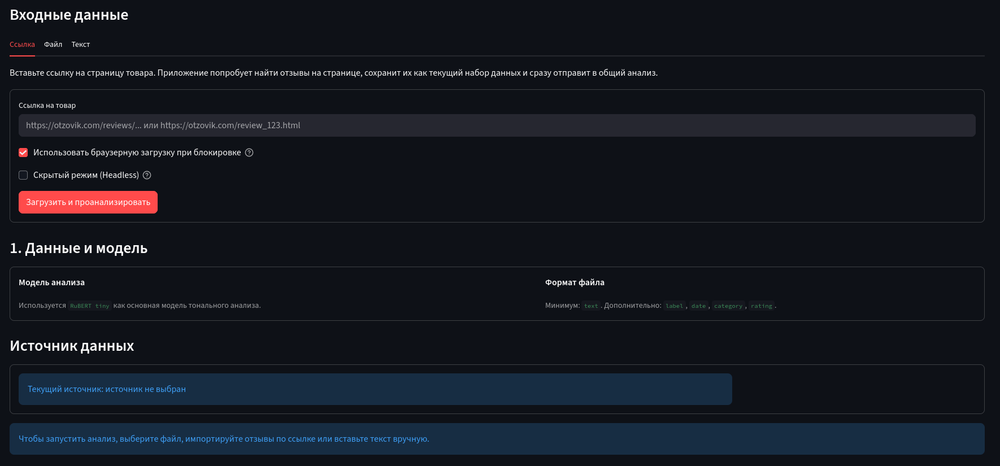 Входные данные
Ссылка Файл Текст
Вставьте ссылку на страницу товара. Приложение попробует найти отзывы на странице, сохранит их как текущий набор данных и сразу отправит в общий анализ.
Ссылка на товар
https://otzovik.com/reviews/... или https://otzovik.com/review_123.html
Использовать браузерную загрузку при блокировке
Скрытый режим (Headless)
Загрузить и проанализировать
1. Данные и модель
Модель анализа
Используется RuBERT tiny как основная модель тонального анализа.
Формат файла
Минимум: text. Дополнительно: label, date, category, rating.
Источник данных
Текущий источник: источник не выбран
Чтобы запустить анализ, выберите файл, импортируйте отзывы по ссылке или вставьте текст вручную.